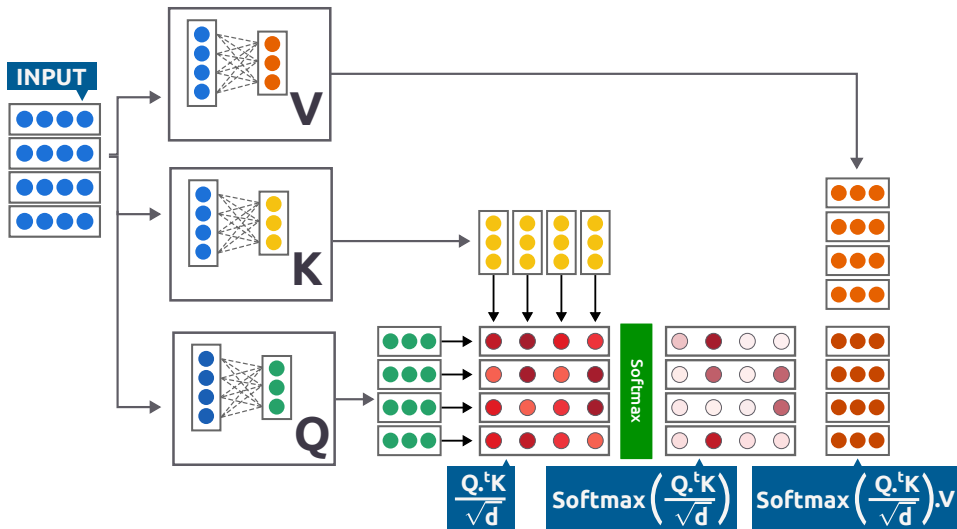 INPUT
V
K
Q
Softmax
Q.ᵗK
√d
Softmax(Q.ᵗK/√d)
Softmax(Q.ᵗK/√d).V